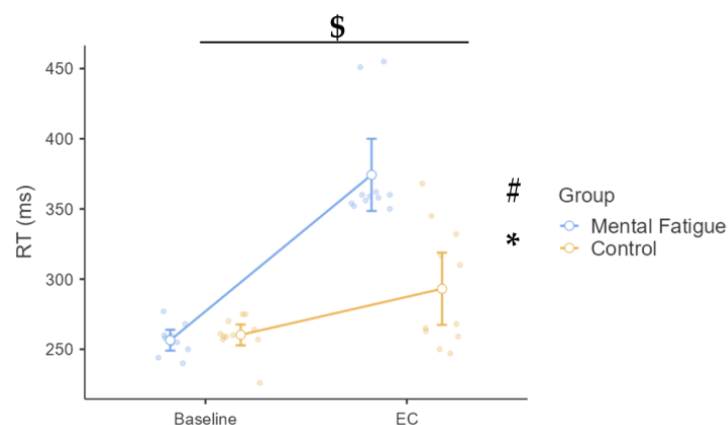 $
450
400
350
300
250
RT (ms)
Baseline
EC
#
*
Group
Mental Fatigue
Control